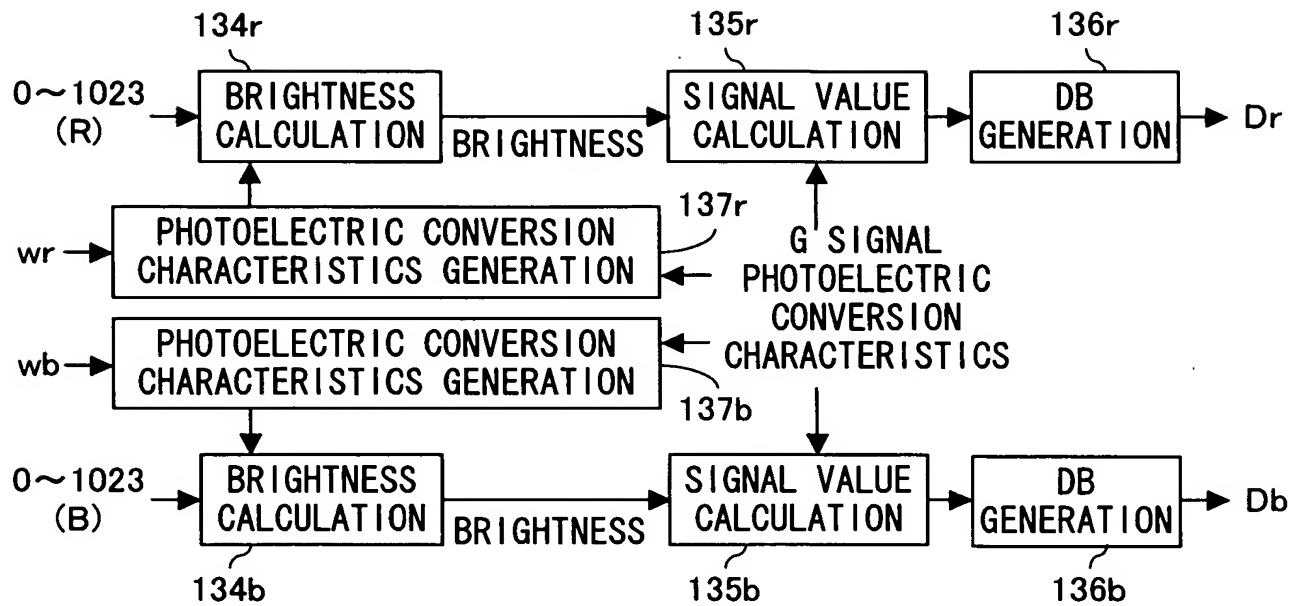 134r
135r
136r
0～1023
(R)
BRIGHTNESS
CALCULATION
BRIGHTNESS
SIGNAL VALUE
CALCULATION
DB
GENERATION
Dr
wr
PHOTOELECTRIC CONVERSION
CHARACTERISTICS GENERATION
137r
G SIGNAL
PHOTOELECTRIC
CONVERSION
CHARACTERISTICS
wb
PHOTOELECTRIC CONVERSION
CHARACTERISTICS GENERATION
137b
0～1023
(B)
BRIGHTNESS
CALCULATION
BRIGHTNESS
SIGNAL VALUE
CALCULATION
DB
GENERATION
Db
134b
135b
136b